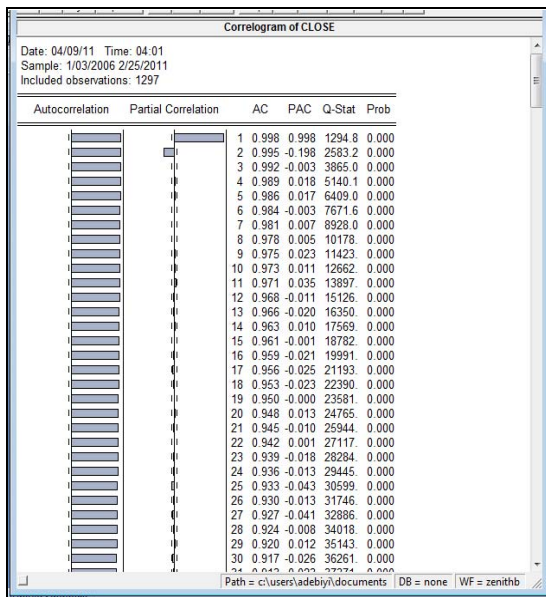 Correlogram of CLOSE
Date: 04/09/11 Time: 04:01
Sample: 1/03/2006 2/25/2011
Included observations: 1297
Autocorrelation Partial Correlation AC PAC Q-Stat Prob
1 0.998 0.998 1294.8 0.000
2 0.995 -0.198 2583.2 0.000
3 0.992 -0.003 3865.0 0.000
4 0.989 0.018 5140.1 0.000
5 0.986 0.017 6409.0 0.000
6 0.984 -0.003 7671.6 0.000
7 0.981 0.007 8928.0 0.000
8 0.978 0.005 10178. 0.000
9 0.975 0.023 11423. 0.000
10 0.973 0.011 12662. 0.000
11 0.971 0.035 13897. 0.000
12 0.968 -0.011 15126. 0.000
13 0.966 -0.020 16350. 0.000
14 0.963 0.010 17569. 0.000
15 0.961 -0.001 18782. 0.000
16 0.959 -0.021 19991. 0.000
17 0.956 -0.025 21193. 0.000
18 0.953 -0.023 22390. 0.000
19 0.950 -0.000 23581. 0.000
20 0.948 0.013 24765. 0.000
21 0.945 -0.010 25944. 0.000
22 0.942 0.001 27117. 0.000
23 0.939 -0.018 28284. 0.000
24 0.936 -0.013 29445. 0.000
25 0.933 -0.043 30599. 0.000
26 0.930 -0.013 31746. 0.000
27 0.927 -0.041 32886. 0.000
28 0.924 -0.008 34018. 0.000
29 0.920 0.012 35143. 0.000
30 0.917 -0.026 36261. 0.000
Path = c:\users\adebiyi\documents DB = none WF = zenithb